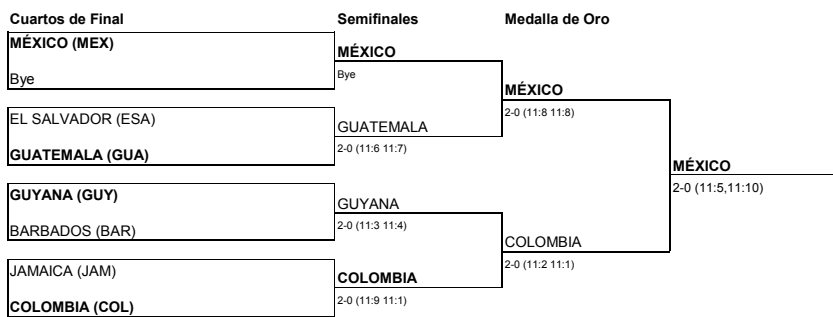 Cuartos de Final
Semifinales
Medalla de Oro
MÉXICO (MEX)
Bye
MÉXICO
Bye
EL SALVADOR (ESA)
GUATEMALA (GUA)
GUATEMALA
2-0 (11:6 11:7)
MÉXICO
2-0 (11:8 11:8)
GUYANA (GUY)
BARBADOS (BAR)
GUYANA
2-0 (11:3 11:4)
JAMAICA (JAM)
COLOMBIA (COL)
COLOMBIA
2-0 (11:9 11:1)
COLOMBIA
2-0 (11:2 11:1)
MÉXICO
2-0 (11:5,11:10)